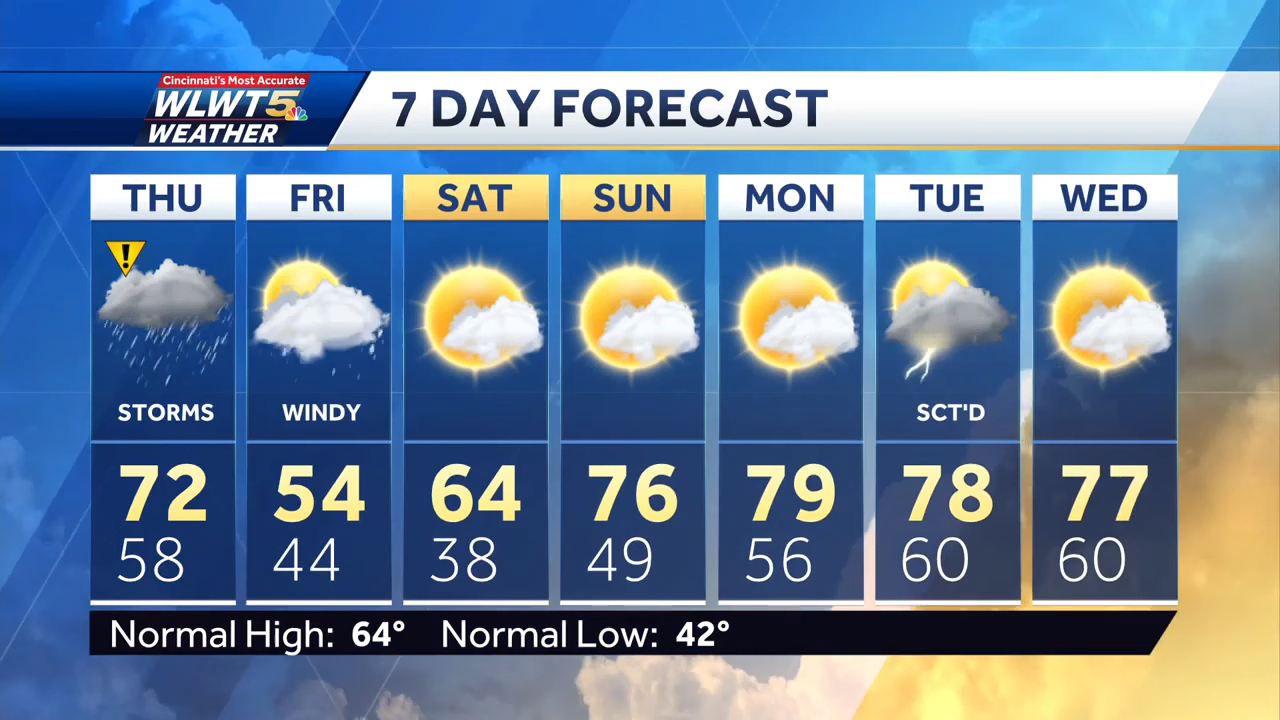 Cincinnati's Most Accurate
WLWT5
WEATHER
7 DAY FORECAST
THU FRI SAT SUN MON TUE WED
!
STORMS WINDY SCT'D
72 54 64 76 79 78 77
58 44 38 49 56 60 60
Normal High: 64° Normal Low: 42°